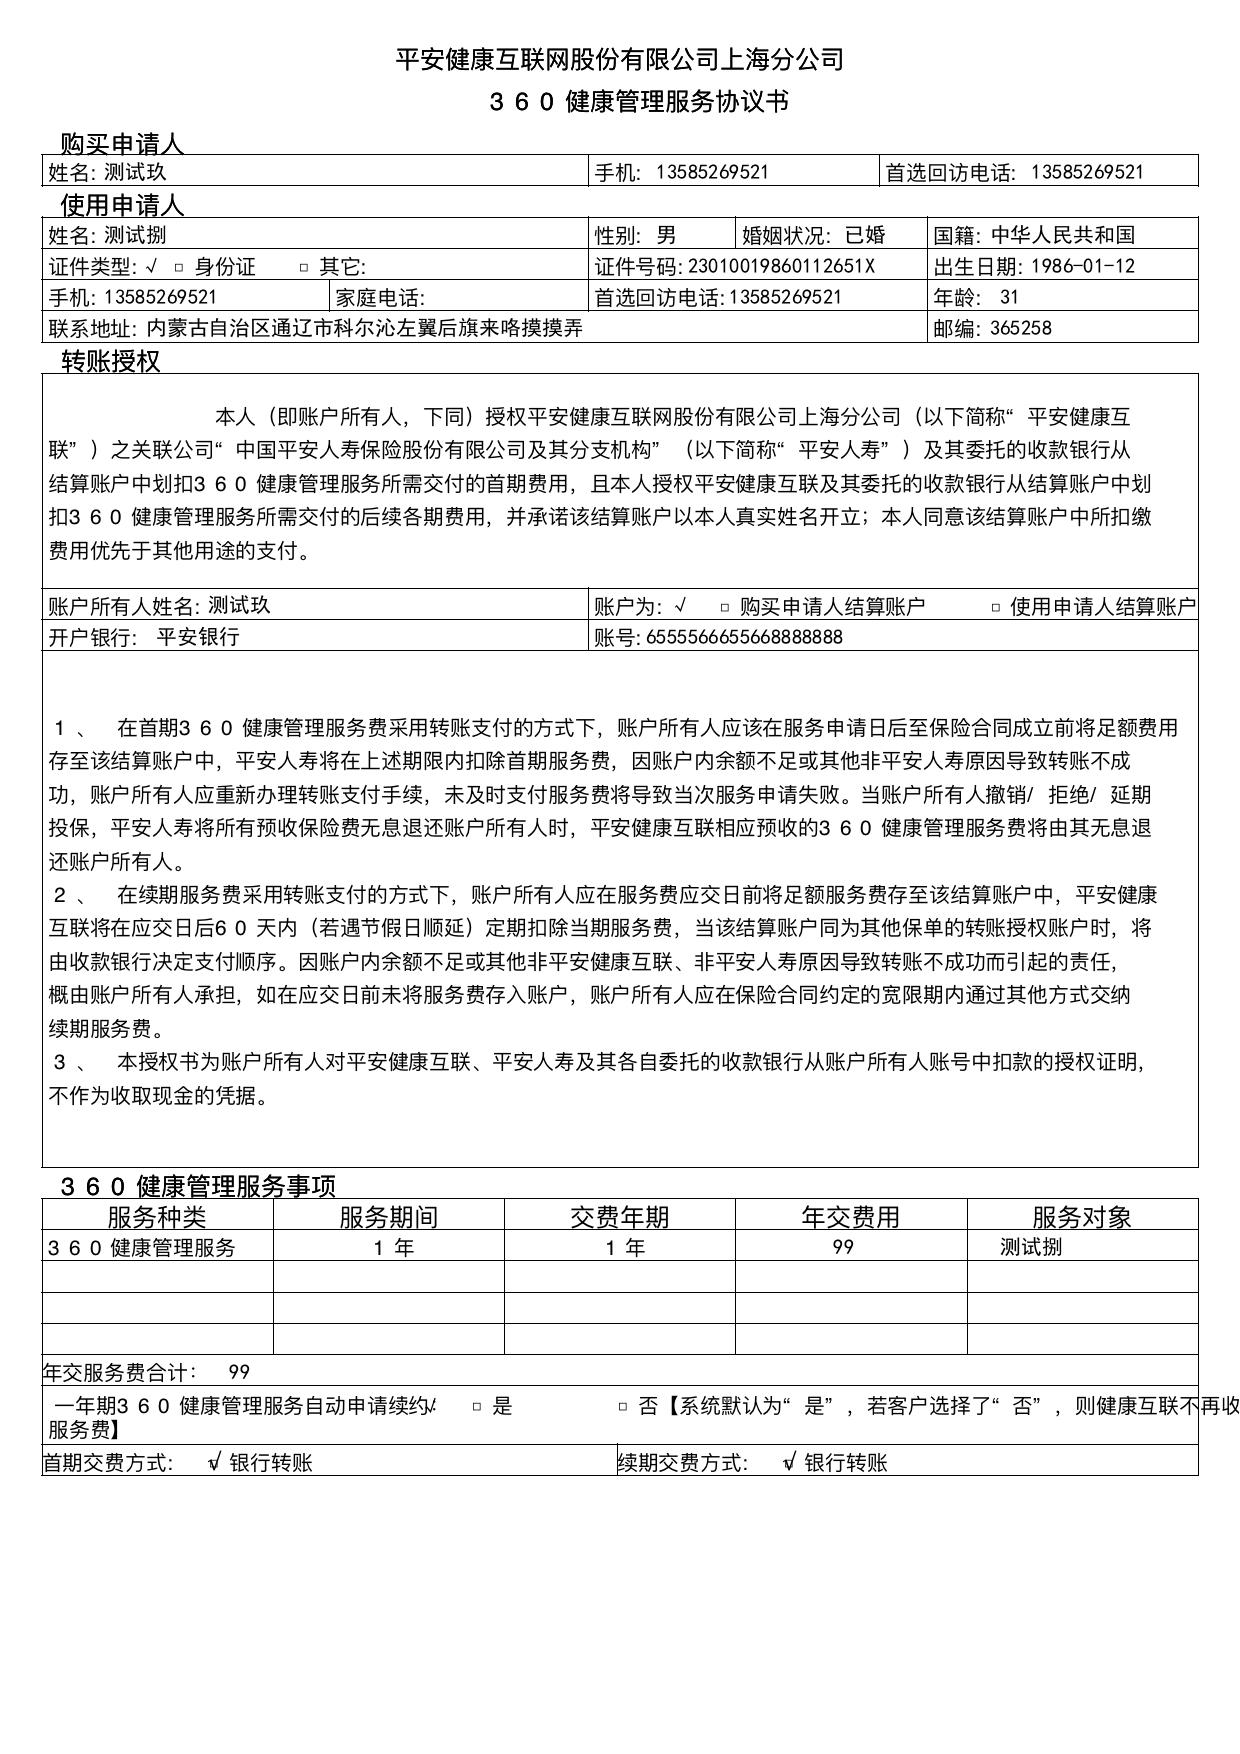 平安健康互联网股份有限公司上海分公司
３６０健康管理服务协议书
购买申请人
姓名: 测试玖 手机: 13585269521 首选回访电话: 13585269521
使用申请人
姓名: 测试捌 性别: 男 婚姻状况: 已婚 国籍: 中华人民共和国
证件类型: √ □ 身份证 □ 其它: 证件号码: 23010019860112651X 出生日期: 1986-01-12
手机: 13585269521 家庭电话: 首选回访电话: 13585269521 年龄: 31
联系地址: 内蒙古自治区通辽市科尔沁左翼后旗来咯摸摸弄 邮编: 365258
转账授权
本人（即账户所有人，下同）授权平安健康互联网股份有限公司上海分公司（以下简称“平安健康互
联”）之关联公司“中国平安人寿保险股份有限公司及其分支机构”（以下简称“平安人寿”）及其委托的收款银行从
结算账户中划扣３６０健康管理服务所需交付的首期费用，且本人授权平安健康互联及其委托的收款银行从结算账户中划
扣３６０健康管理服务所需交付的后续各期费用，并承诺该结算账户以本人真实姓名开立；本人同意该结算账户中所扣缴
费用优先于其他用途的支付。
账户所有人姓名: 测试玖 账户为: √ □ 购买申请人结算账户 □ 使用申请人结算账户
开户银行: 平安银行 账号: 6555566655668888888
１、 在首期３６０健康管理服务费采用转账支付的方式下，账户所有人应该在服务申请日后至保险合同成立前将足额费用
存至该结算账户中，平安人寿将在上述期限内扣除首期服务费，因账户内余额不足或其他非平安人寿原因导致转账不成
功，账户所有人应重新办理转账支付手续，未及时支付服务费将导致当次服务申请失败。当账户所有人撤销/ 拒绝/ 延期
投保，平安人寿将所有预收保险费无息退还账户所有人时，平安健康互联相应预收的３６０健康管理服务费将由其无息退
还账户所有人。
２、 在续期服务费采用转账支付的方式下，账户所有人应在服务费应交日前将足额服务费存至该结算账户中，平安健康
互联将在应交日后６０天内（若遇节假日顺延）定期扣除当期服务费，当该结算账户同为其他保单的转账授权账户时，将
由收款银行决定支付顺序。因账户内余额不足或其他非平安健康互联、非平安人寿原因导致转账不成功而引起的责任，
概由账户所有人承担，如在应交日前未将服务费存入账户，账户所有人应在保险合同约定的宽限期内通过其他方式交纳
续期服务费。
３、 本授权书为账户所有人对平安健康互联、平安人寿及其各自委托的收款银行从账户所有人账号中扣款的授权证明，
不作为收取现金的凭据。
３６０健康管理服务事项
服务种类 服务期间 交费年期 年交费用 服务对象
３６０健康管理服务 １年 １年 99 测试捌
年交服务费合计: 99
一年期３６０健康管理服务自动申请续约√ □ 是 □ 否【系统默认为“是”，若客户选择了“否”，则健康互联不再收
服务费】
首期交费方式: √ 银行转账 续期交费方式: √ 银行转账